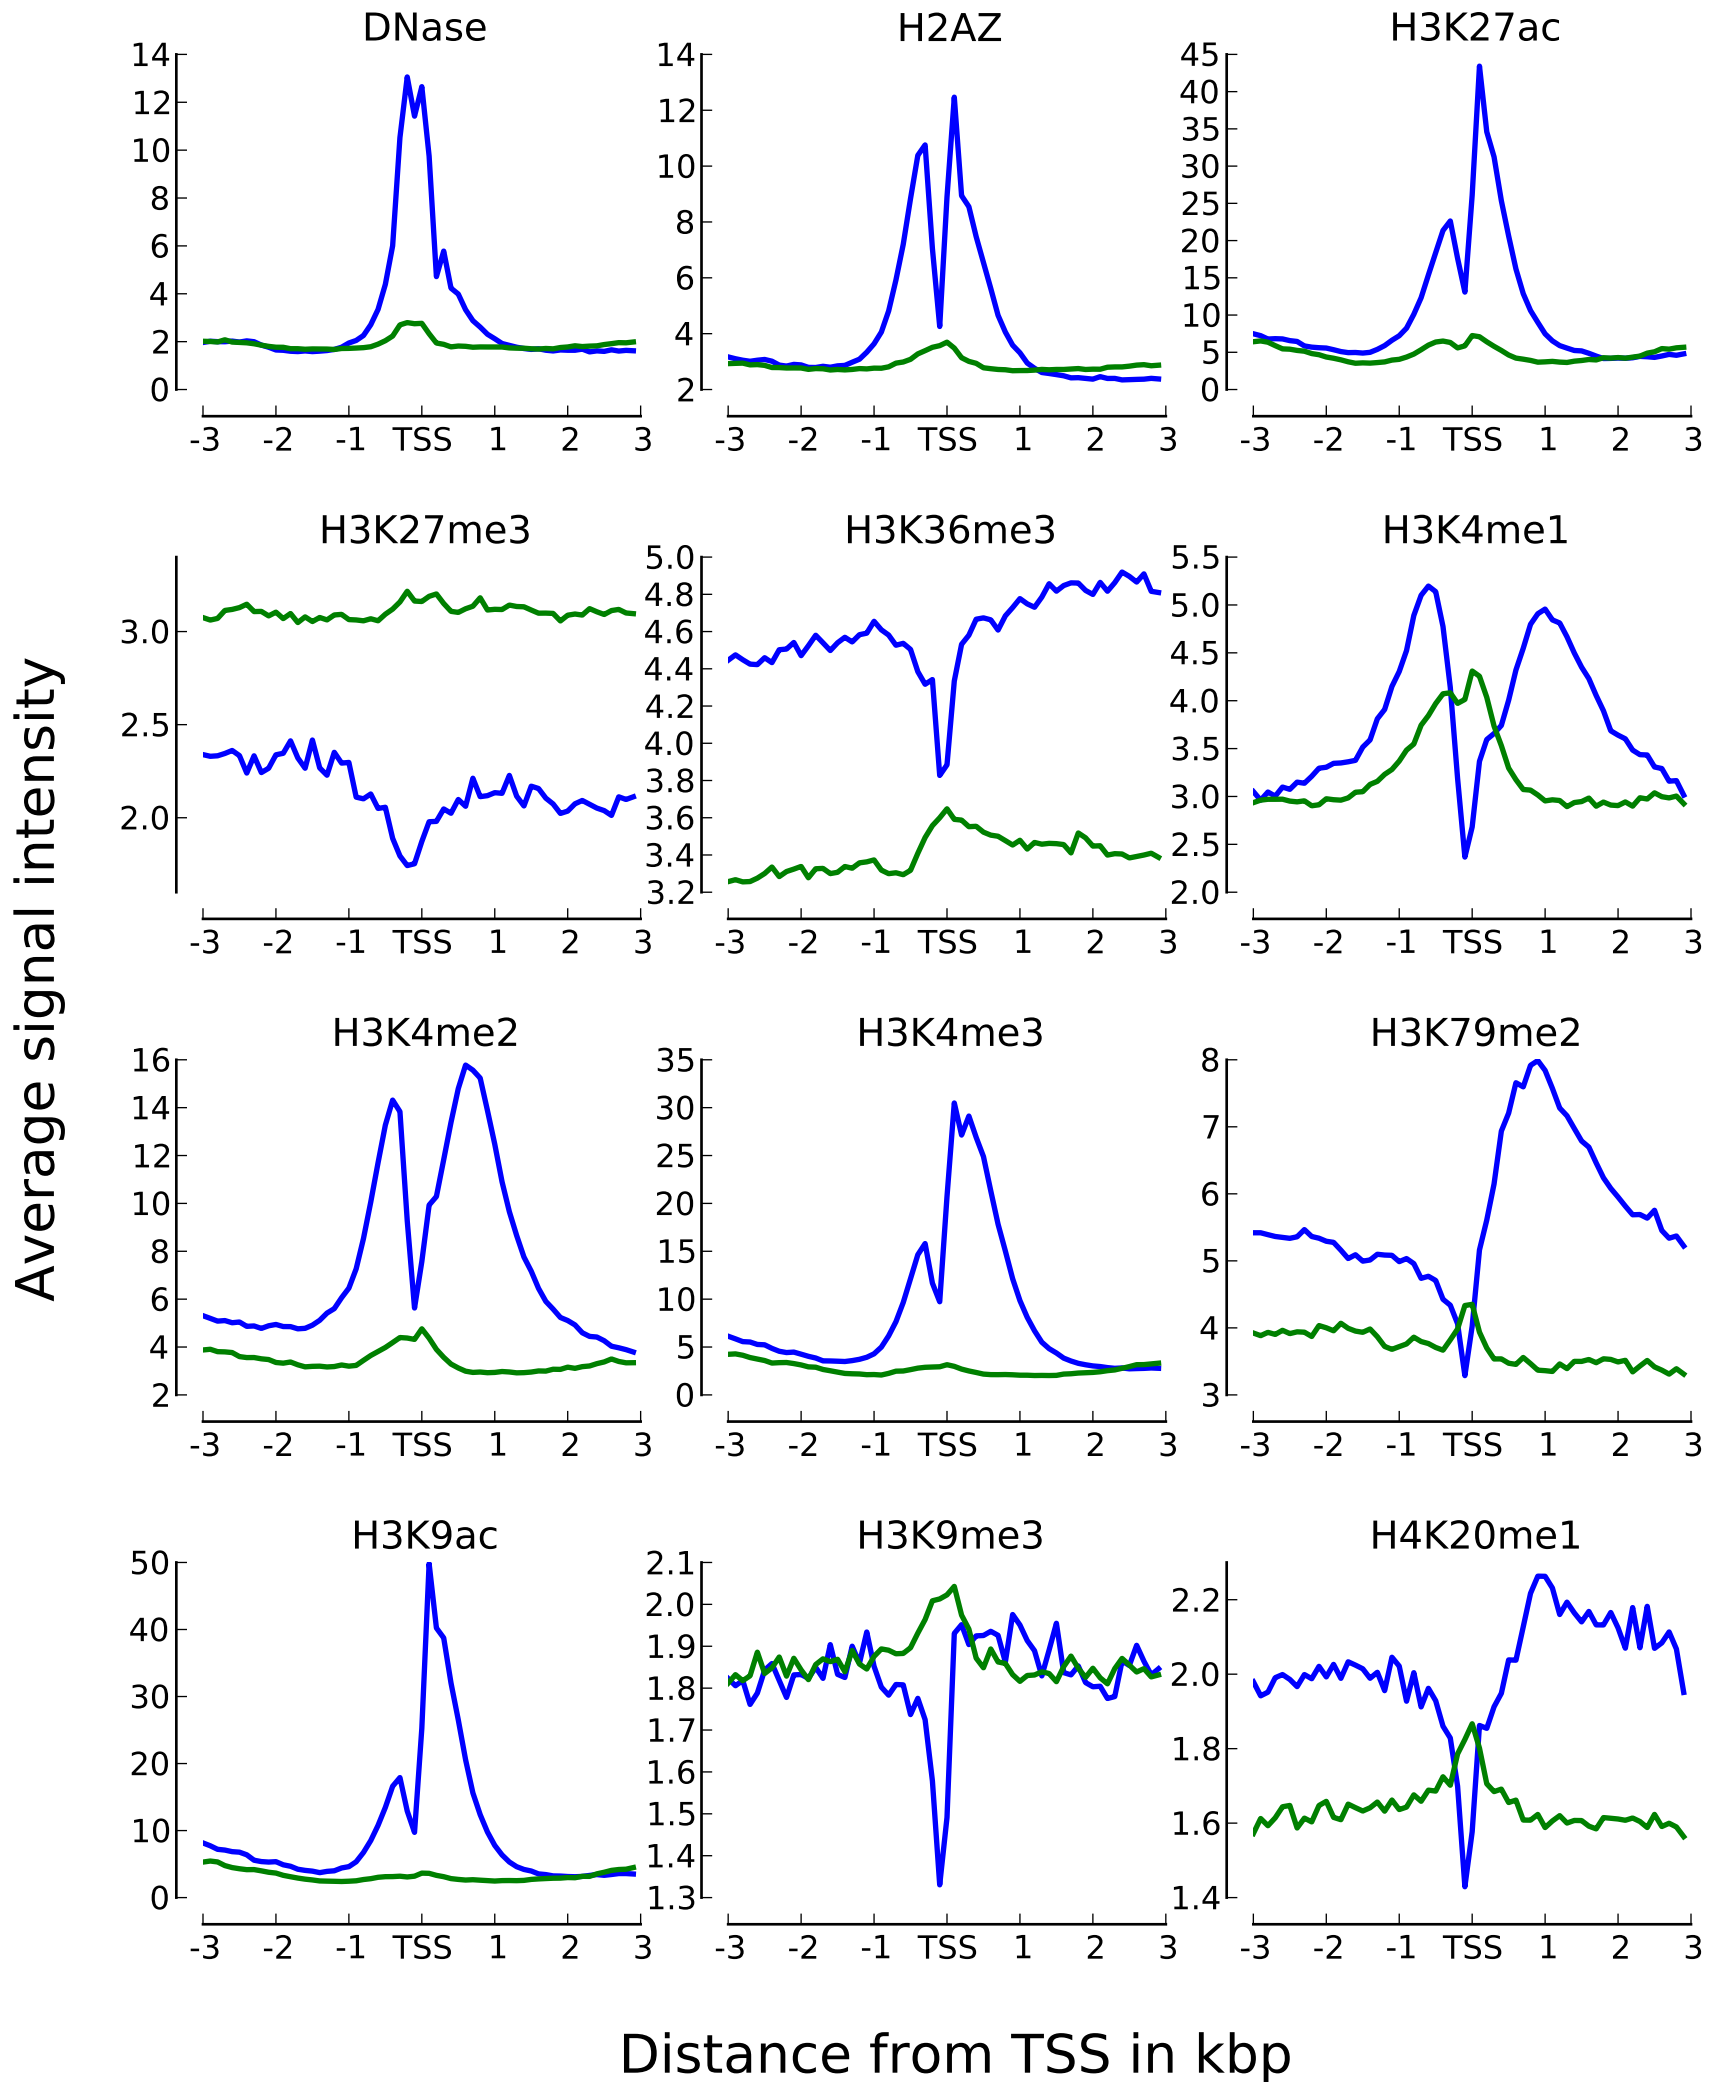 DNase H2AZ H3K27ac
14 12 10 8 6 4 2 0
14 12 10 8 6 4 2
45 40 35 30 25 20 15 10 5 0
-3 -2 -1 TSS 1 2 3 -3 -2 -1 TSS 1 2 3 -3 -2 -1 TSS 1 2 3
H3K27me3 H3K36me3 H3K4me1
3.0 2.5 2.0
5.0 4.8 4.6 4.4 4.2 4.0 3.8 3.6 3.4 3.2
5.5 5.0 4.5 4.0 3.5 3.0 2.5 2.0
-3 -2 -1 TSS 1 2 3 -3 -2 -1 TSS 1 2 3 -3 -2 -1 TSS 1 2 3
Average signal intensity
H3K4me2 H3K4me3 H3K79me2
16 14 12 10 8 6 4 2
35 30 25 20 15 10 5 0
8 7 6 5 4 3
-3 -2 -1 TSS 1 2 3 -3 -2 -1 TSS 1 2 3 -3 -2 -1 TSS 1 2 3
H3K9ac H3K9me3 H4K20me1
50 40 30 20 10 0
2.1 2.0 1.9 1.8 1.7 1.6 1.5 1.4 1.3
2.2 2.0 1.8 1.6 1.4
-3 -2 -1 TSS 1 2 3 -3 -2 -1 TSS 1 2 3 -3 -2 -1 TSS 1 2 3
Distance from TSS in kbp